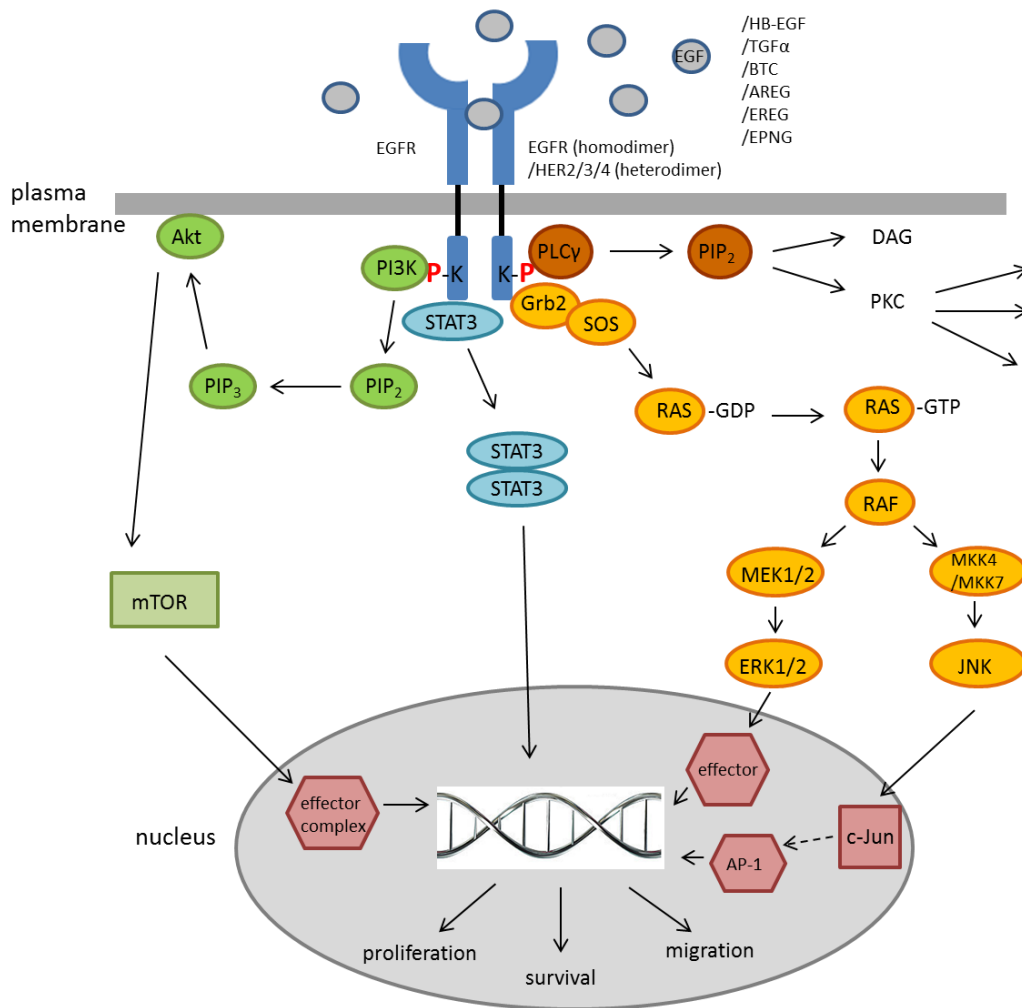 /HB-EGF
/TGFα
/BTC
/AREG
/EREG
/EPNG
EGF
EGFR
EGFR (homodimer)
/HER2/3/4 (heterodimer)
plasma
membrane
Akt
PI3K
P-K
K-P
PLCγ
PIP2
DAG
PKC
Grb2
SOS
STAT3
PIP3
PIP2
RAS -GDP
RAS -GTP
STAT3
STAT3
RAF
MEK1/2
MKK4
/MKK7
mTOR
ERK1/2
JNK
effector
effector
complex
nucleus
c-Jun
AP-1
proliferation
survival
migration